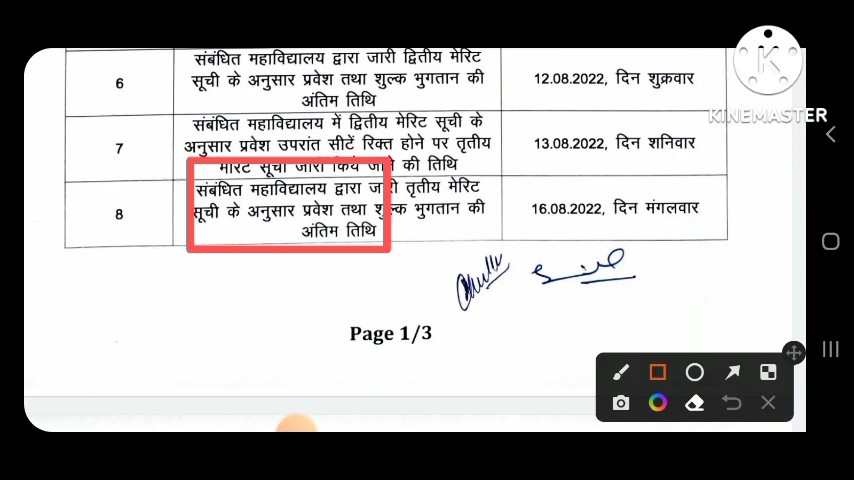 KINEMASTER
संबंधित महाविद्यालय द्वारा जारी द्वितीय मेरिट
6 सूची के अनुसार प्रवेश तथा शुल्क भुगतान की 12.08.2022, दिन शुक्रवार
अंतिम तिथि
संबंधित महाविद्यालय में द्वितीय मेरिट सूची के
7 अनुसार प्रवेश उपरांत सीटें रिक्त होने पर तृतीय 13.08.2022, दिन शनिवार
मेरिट सूची जारी किये जाने की तिथि
संबंधित महाविद्यालय द्वारा जारी तृतीय मेरिट
8 सूची के अनुसार प्रवेश तथा शुल्क भुगतान की 16.08.2022, दिन मंगलवार
अंतिम तिथि
Page 1/3